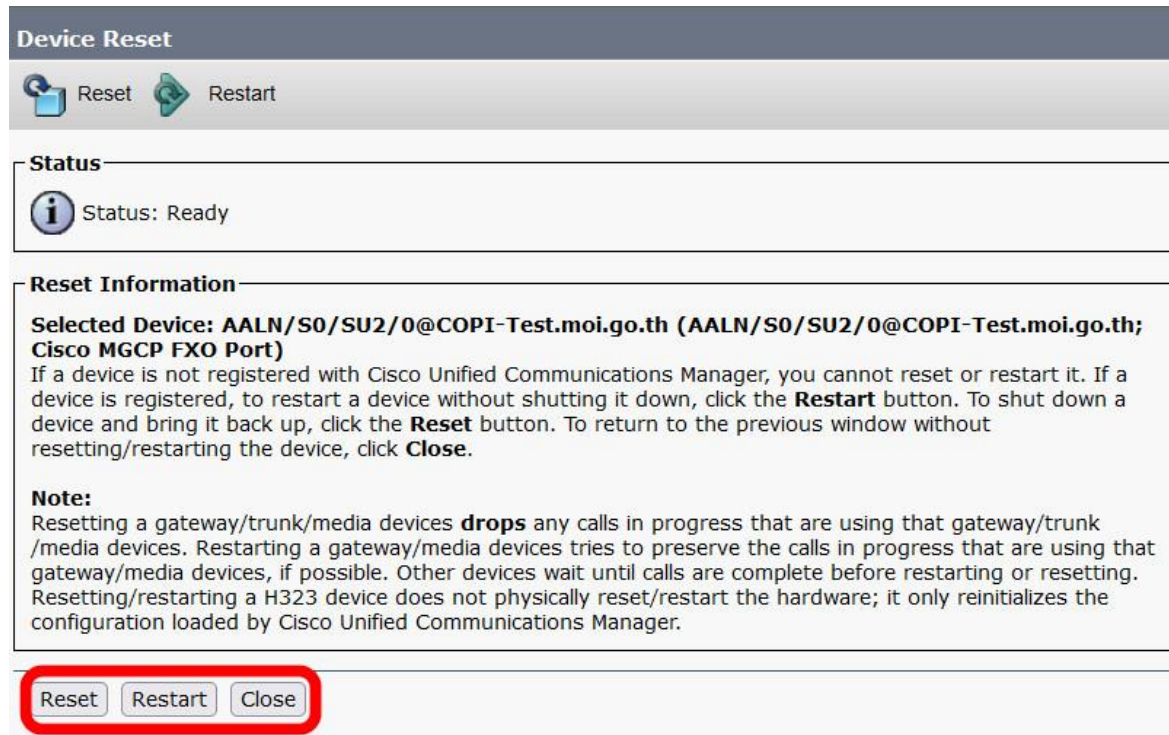 Device Reset
Reset Restart
Status
Status: Ready
Reset Information
Selected Device: AALN/S0/SU2/0@COPI-Test.moi.go.th (AALN/S0/SU2/0@COPI-Test.moi.go.th;
Cisco MGCP FXO Port)
If a device is not registered with Cisco Unified Communications Manager, you cannot reset or restart it. If a
device is registered, to restart a device without shutting it down, click the Restart button. To shut down a
device and bring it back up, click the Reset button. To return to the previous window without
resetting/restarting the device, click Close.
Note:
Resetting a gateway/trunk/media devices drops any calls in progress that are using that gateway/trunk
/media devices. Restarting a gateway/media devices tries to preserve the calls in progress that are using that
gateway/media devices, if possible. Other devices wait until calls are complete before restarting or resetting.
Resetting/restarting a H323 device does not physically reset/restart the hardware; it only reinitializes the
configuration loaded by Cisco Unified Communications Manager.
Reset Restart Close